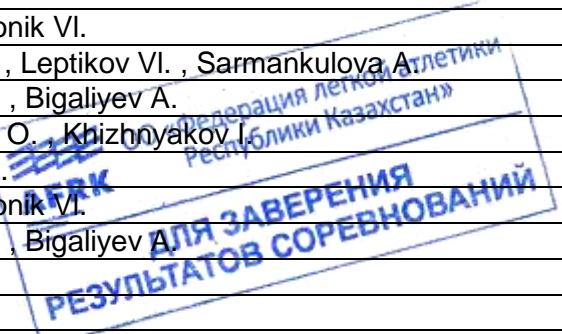 onik Vl.
, Leptikov Vl. , Sarmankulova A.
, Bigaliyev A.
O. , Khizhnyakov I.
.
onik Vl.
, Bigaliyev A.
ОО «Федерация легкой атлетики
Республики Казахстан»
AFRK
ДЛЯ ЗАВЕРЕНИЯ
РЕЗУЛЬТАТОВ СОРЕВНОВАНИЙ